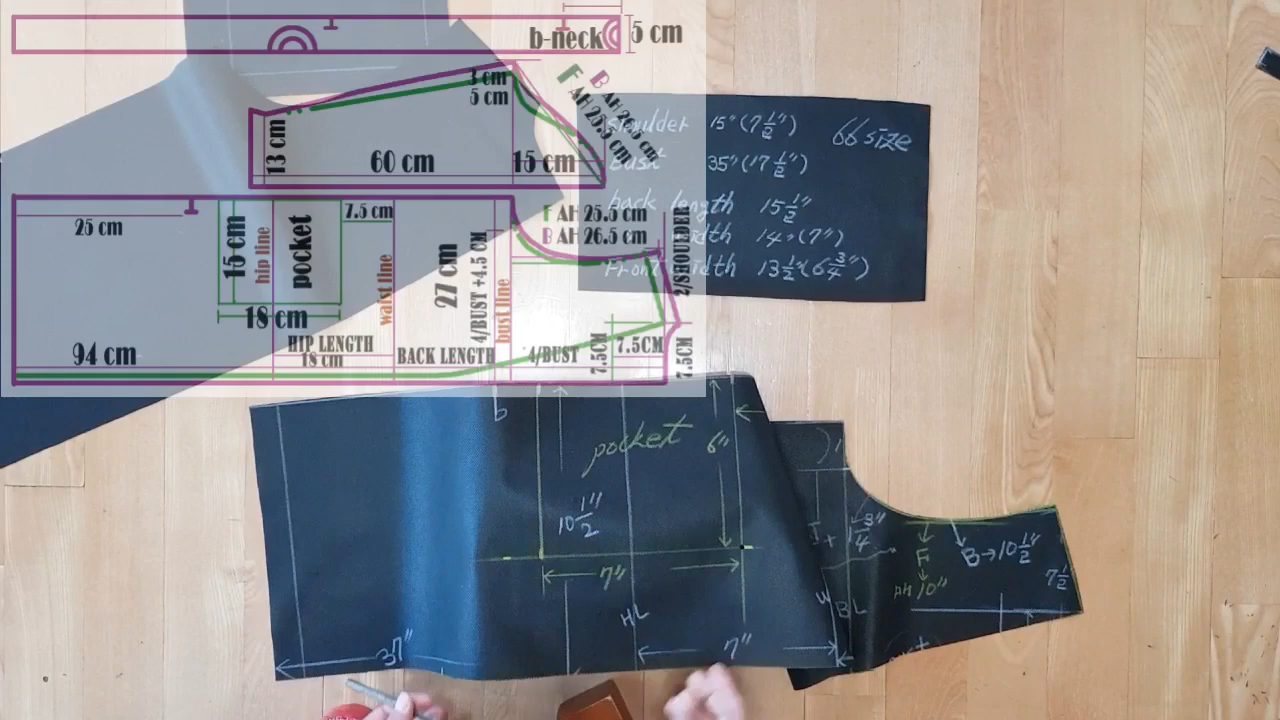 b-neck 5 cm
3 cm
5 cm
F AH 25.5 cm
B AH 26.5 cm
13 cm
60 cm
15 cm
shoulder 15" (7 1/2")
66 size
bust 35" (17 1/2")
back length 15 1/2"
14" (7")
Front width 13 1/2" (6 3/4")
25 cm
15 cm
hip line
pocket
7.5 cm
waist line
27 cm
4/BUST +4.5 CM
bust line
F AH 25.5 cm
B AH 26.5 cm
2/SHOULDER
18 cm
94 cm
HIP LENGTH
18 cm
BACK LENGTH
4/BUST
7.5CM
7.5CM
7.5CM
pocket
6"
10 1/2"
7"
HL
7"
37"
3/4"
F
AH 10"
B→10 1/2"
7 1/2
W
BL